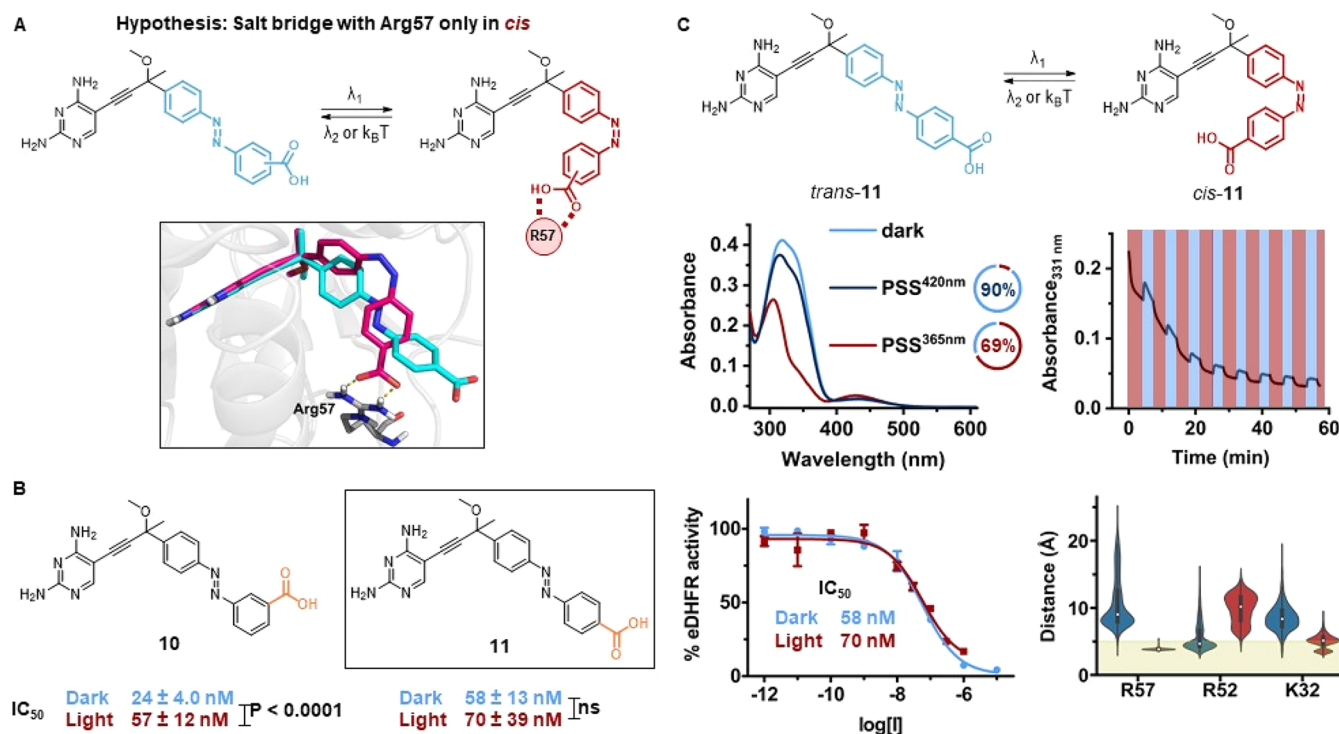 A
Hypothesis: Salt bridge with Arg57 only in cis
NH2
N
H2N
N
O
N
N
O
OH
λ1
λ2 or kBT
NH2
N
H2N
N
O
N
N
HO
O
R57
Arg57
B
NH2
N
H2N
N
O
N
N
O
OH
10
NH2
N
H2N
N
O
N
N
O
OH
11
IC50
Dark 24 ± 4.0 nM
Light 57 ± 12 nM
P < 0.0001
Dark 58 ± 13 nM
Light 70 ± 39 nM
ns
C
NH2
N
H2N
N
O
N
N
O
OH
trans-11
λ1
λ2 or kBT
NH2
N
H2N
N
O
N
N
HO
O
cis-11
Absorbance
0.4
0.3
0.2
0.1
0.0
300 400 500 600
Wavelength (nm)
dark
PSS420nm 90%
PSS365nm 69%
Absorbance331 nm
0.2
0.1
0.0
0 20 40 60
Time (min)
% eDHFR activity
100
50
0
-12 -10 -8 -6
log[I]
IC50
Dark 58 nM
Light 70 nM
Distance (Å)
20
10
0
R57 R52 K32